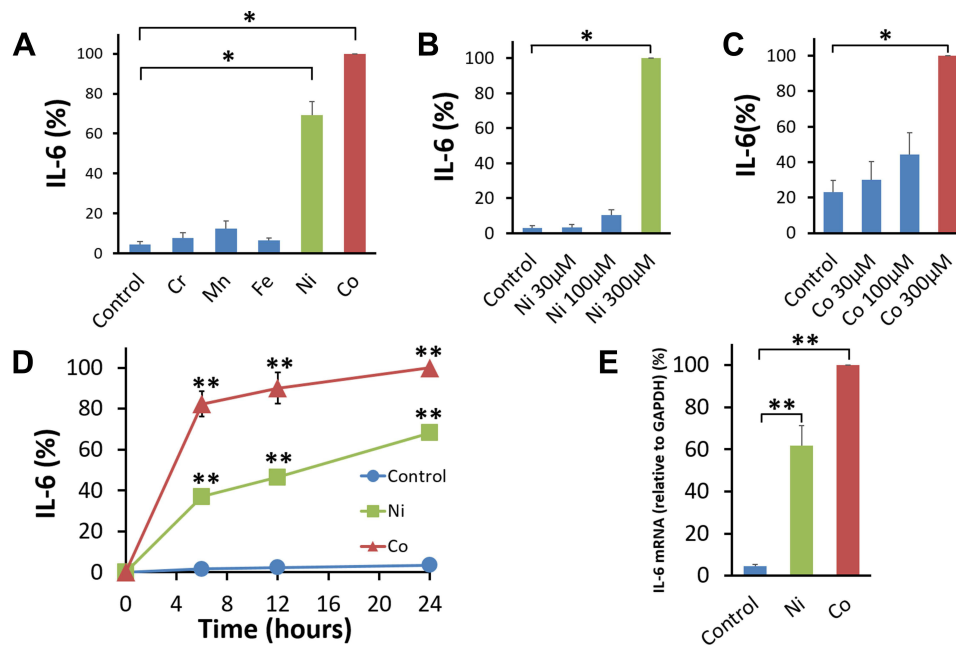 A
IL-6 (%)
100
80
60
40
20
0
*
*
Control
Cr
Mn
Fe
Ni
Co
B
IL-6 (%)
100
80
60
40
20
0
*
Control
Ni 30μM
Ni 100μM
Ni 300μM
C
IL-6(%)
100
80
60
40
20
0
*
Control
Co 30μM
Co 100μM
Co 300μM
D
IL-6 (%)
100
80
60
40
20
0
** ** **
** ** **
Control
Ni
Co
0 4 8 12 16 20 24
Time (hours)
E
IL-6 mRNA (relative to GAPDH) (%)
100
80
60
40
20
0
**
**
Control
Ni
Co